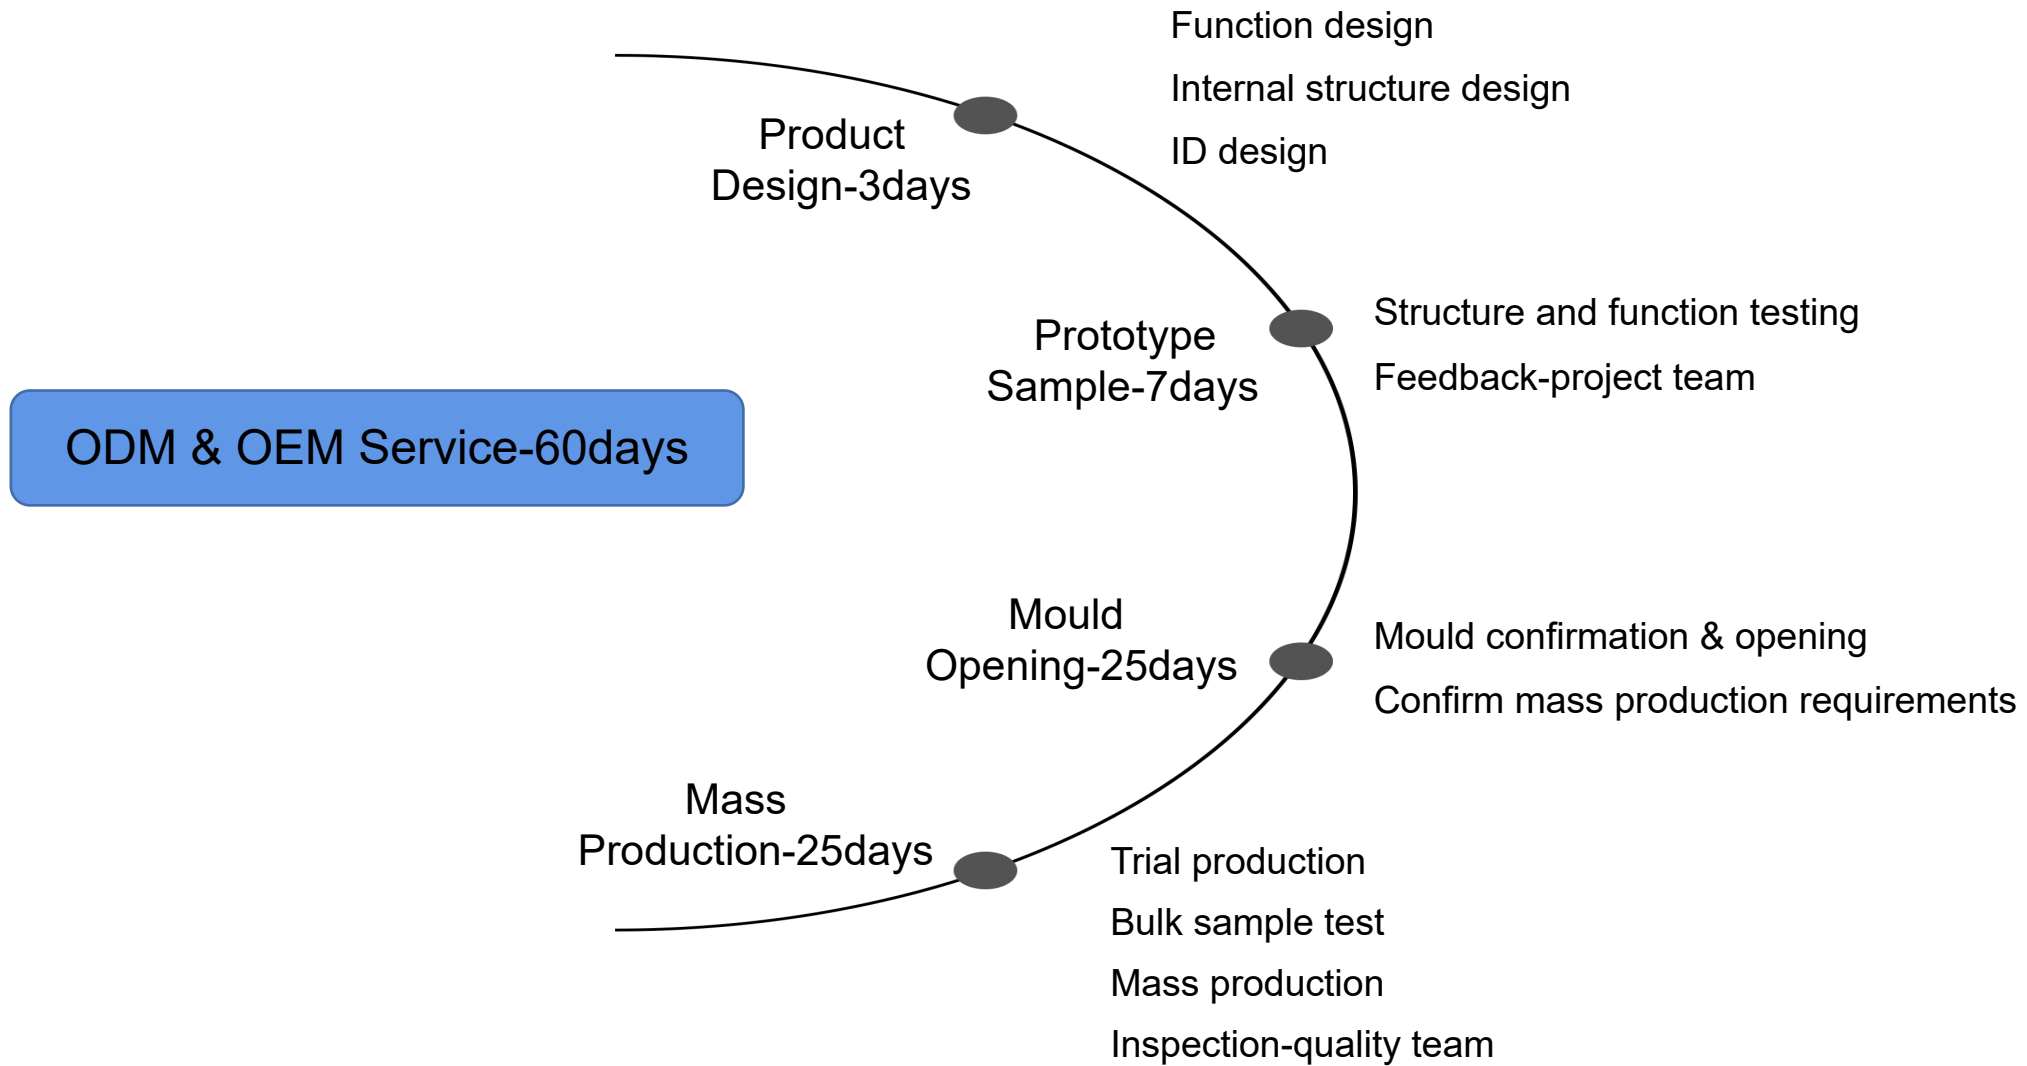 Function design
Internal structure design
ID design
Product
Design-3days
Structure and function testing
Feedback-project team
Prototype
Sample-7days
ODM & OEM Service-60days
Mould
Opening-25days
Mould confirmation & opening
Confirm mass production requirements
Mass
Production-25days
Trial production
Bulk sample test
Mass production
Inspection-quality team